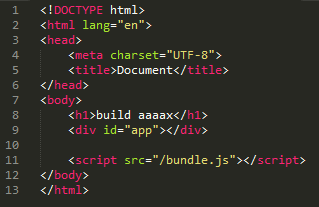 1 <!DOCTYPE html>
2 <html lang="en">
3 <head>
4     <meta charset="UTF-8">
5     <title>Document</title>
6 </head>
7 <body>
8     <h1>build aaaax</h1>
9     <div id="app"></div>
10
11     <script src="/bundle.js"></script>
12 </body>
13 </html>